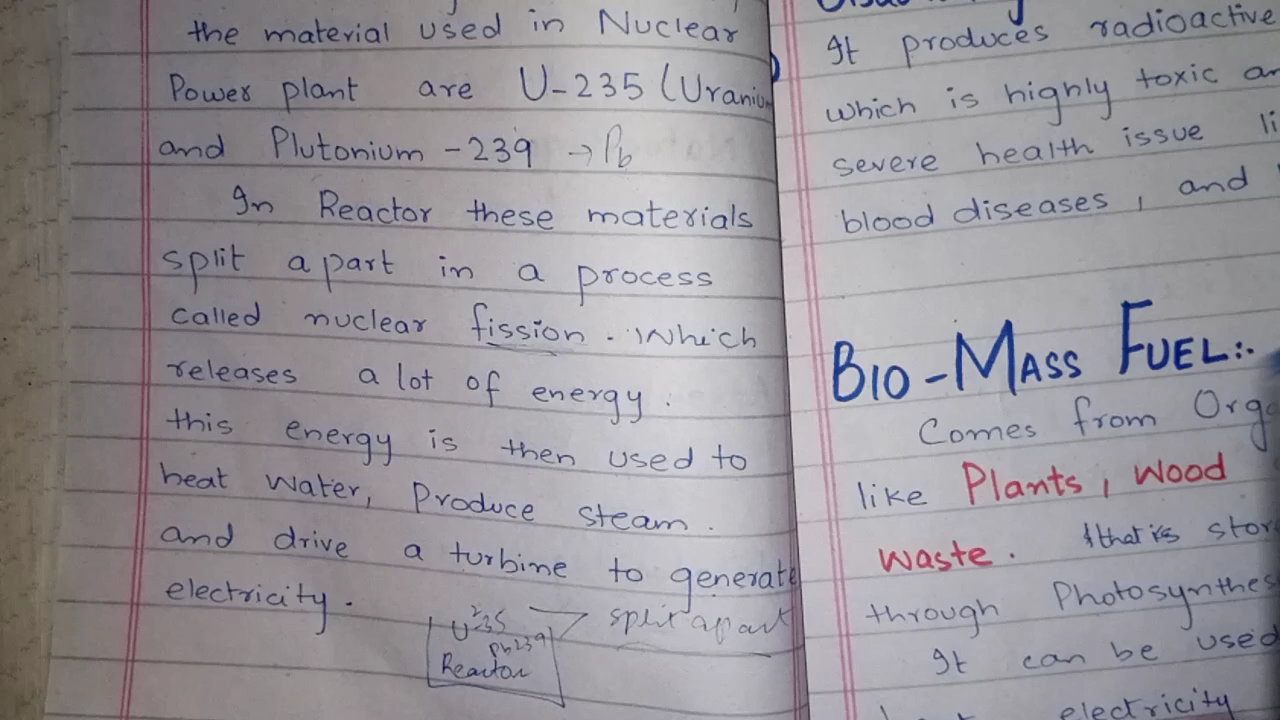 the material used in Nuclear
Power plant are U-235 (Uranium
and Plutonium -239 → Pb
In Reactor these materials
split apart in a process
called nuclear fission. Which
releases a lot of energy.
this energy is then used to
heat water, Produce steam.
and drive a turbine to generate
electricity.
U235 split apart
Pb239
Reactor
It produces radioactive
which is highly toxic
severe health issue
blood diseases, and
BIO-MASS FUEL:-
Comes from
like Plants, Wood
waste. that is
through
It can be used
electricity